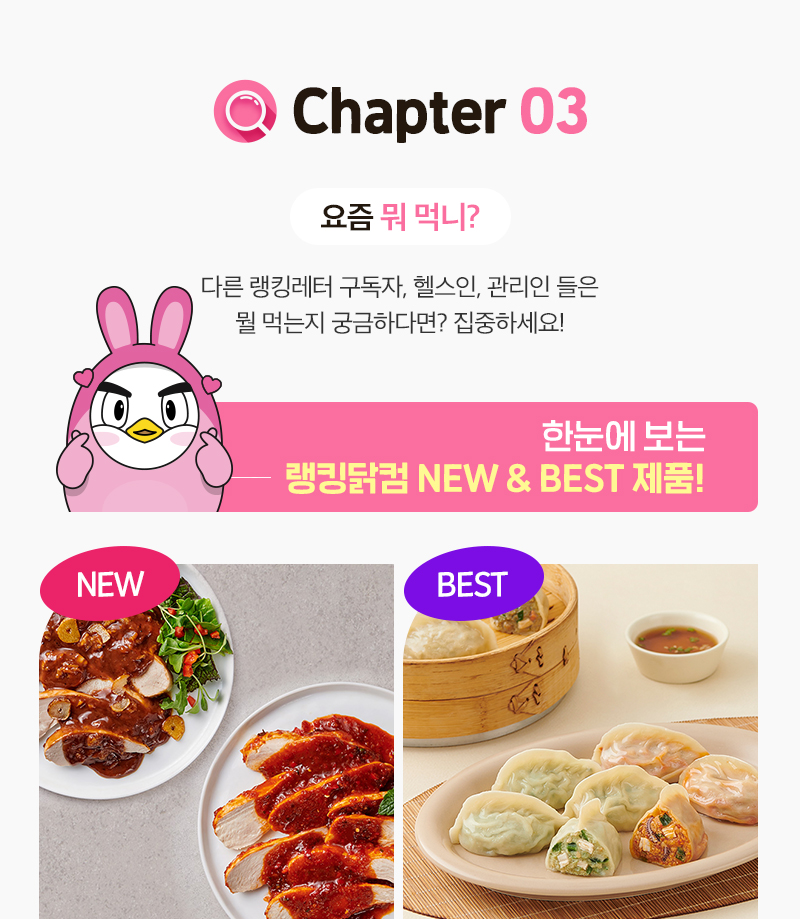 Chapter 03
요즘 뭐 먹니?
다른 랭킹레터 구독자, 헬스인, 관리인 들은
뭘 먹는지 궁금하다면? 집중하세요!
한눈에 보는
랭킹닭컴 NEW & BEST 제품!
NEW
BEST